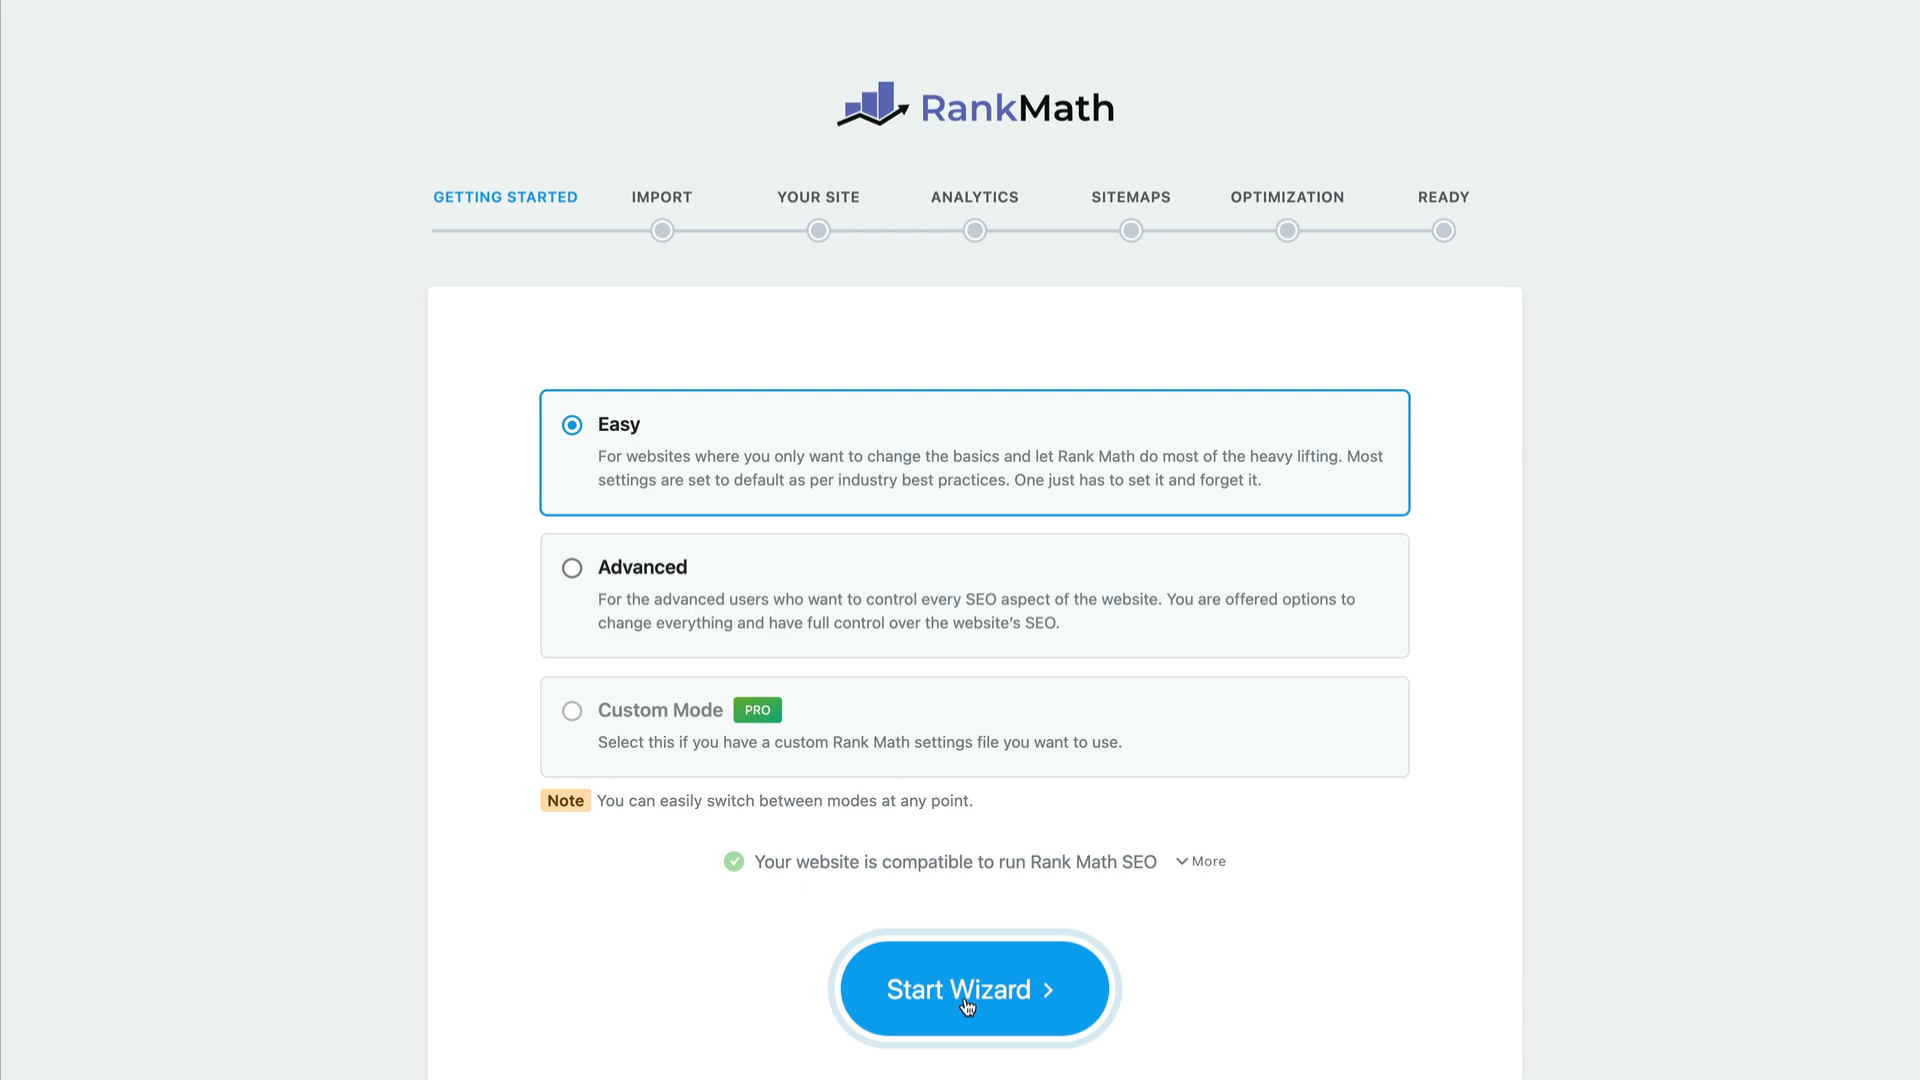 RankMath
GETTING STARTED
IMPORT
YOUR SITE
ANALYTICS
SITEMAPS
OPTIMIZATION
READY
Easy
For websites where you only want to change the basics and let Rank Math do most of the heavy lifting. Most
settings are set to default as per industry best practices. One just has to set it and forget it.
Advanced
For the advanced users who want to control every SEO aspect of the website. You are offered options to
change everything and have full control over the website's SEO.
Custom Mode PRO
Select this if you have a custom Rank Math settings file you want to use.
Note You can easily switch between modes at any point.
Your website is compatible to run Rank Math SEO More
Start Wizard